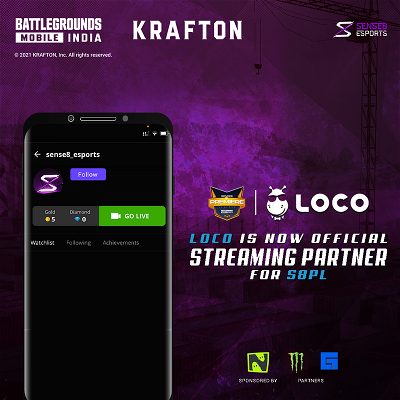 BATTLEGROUNDS
MOBILE INDIA
KRAFTON
SENSE8
ESPORTS
© 2021 KRAFTON, Inc. All rights reserved.
sense8_esports
Follow
Gold
5
Diamond
0
GO LIVE
Watchlist
Following
Achievements
LOCO
LOCO IS NOW OFFICIAL
STREAMING PARTNER
FOR S8PL
SPONSORED BY
PARTNERS